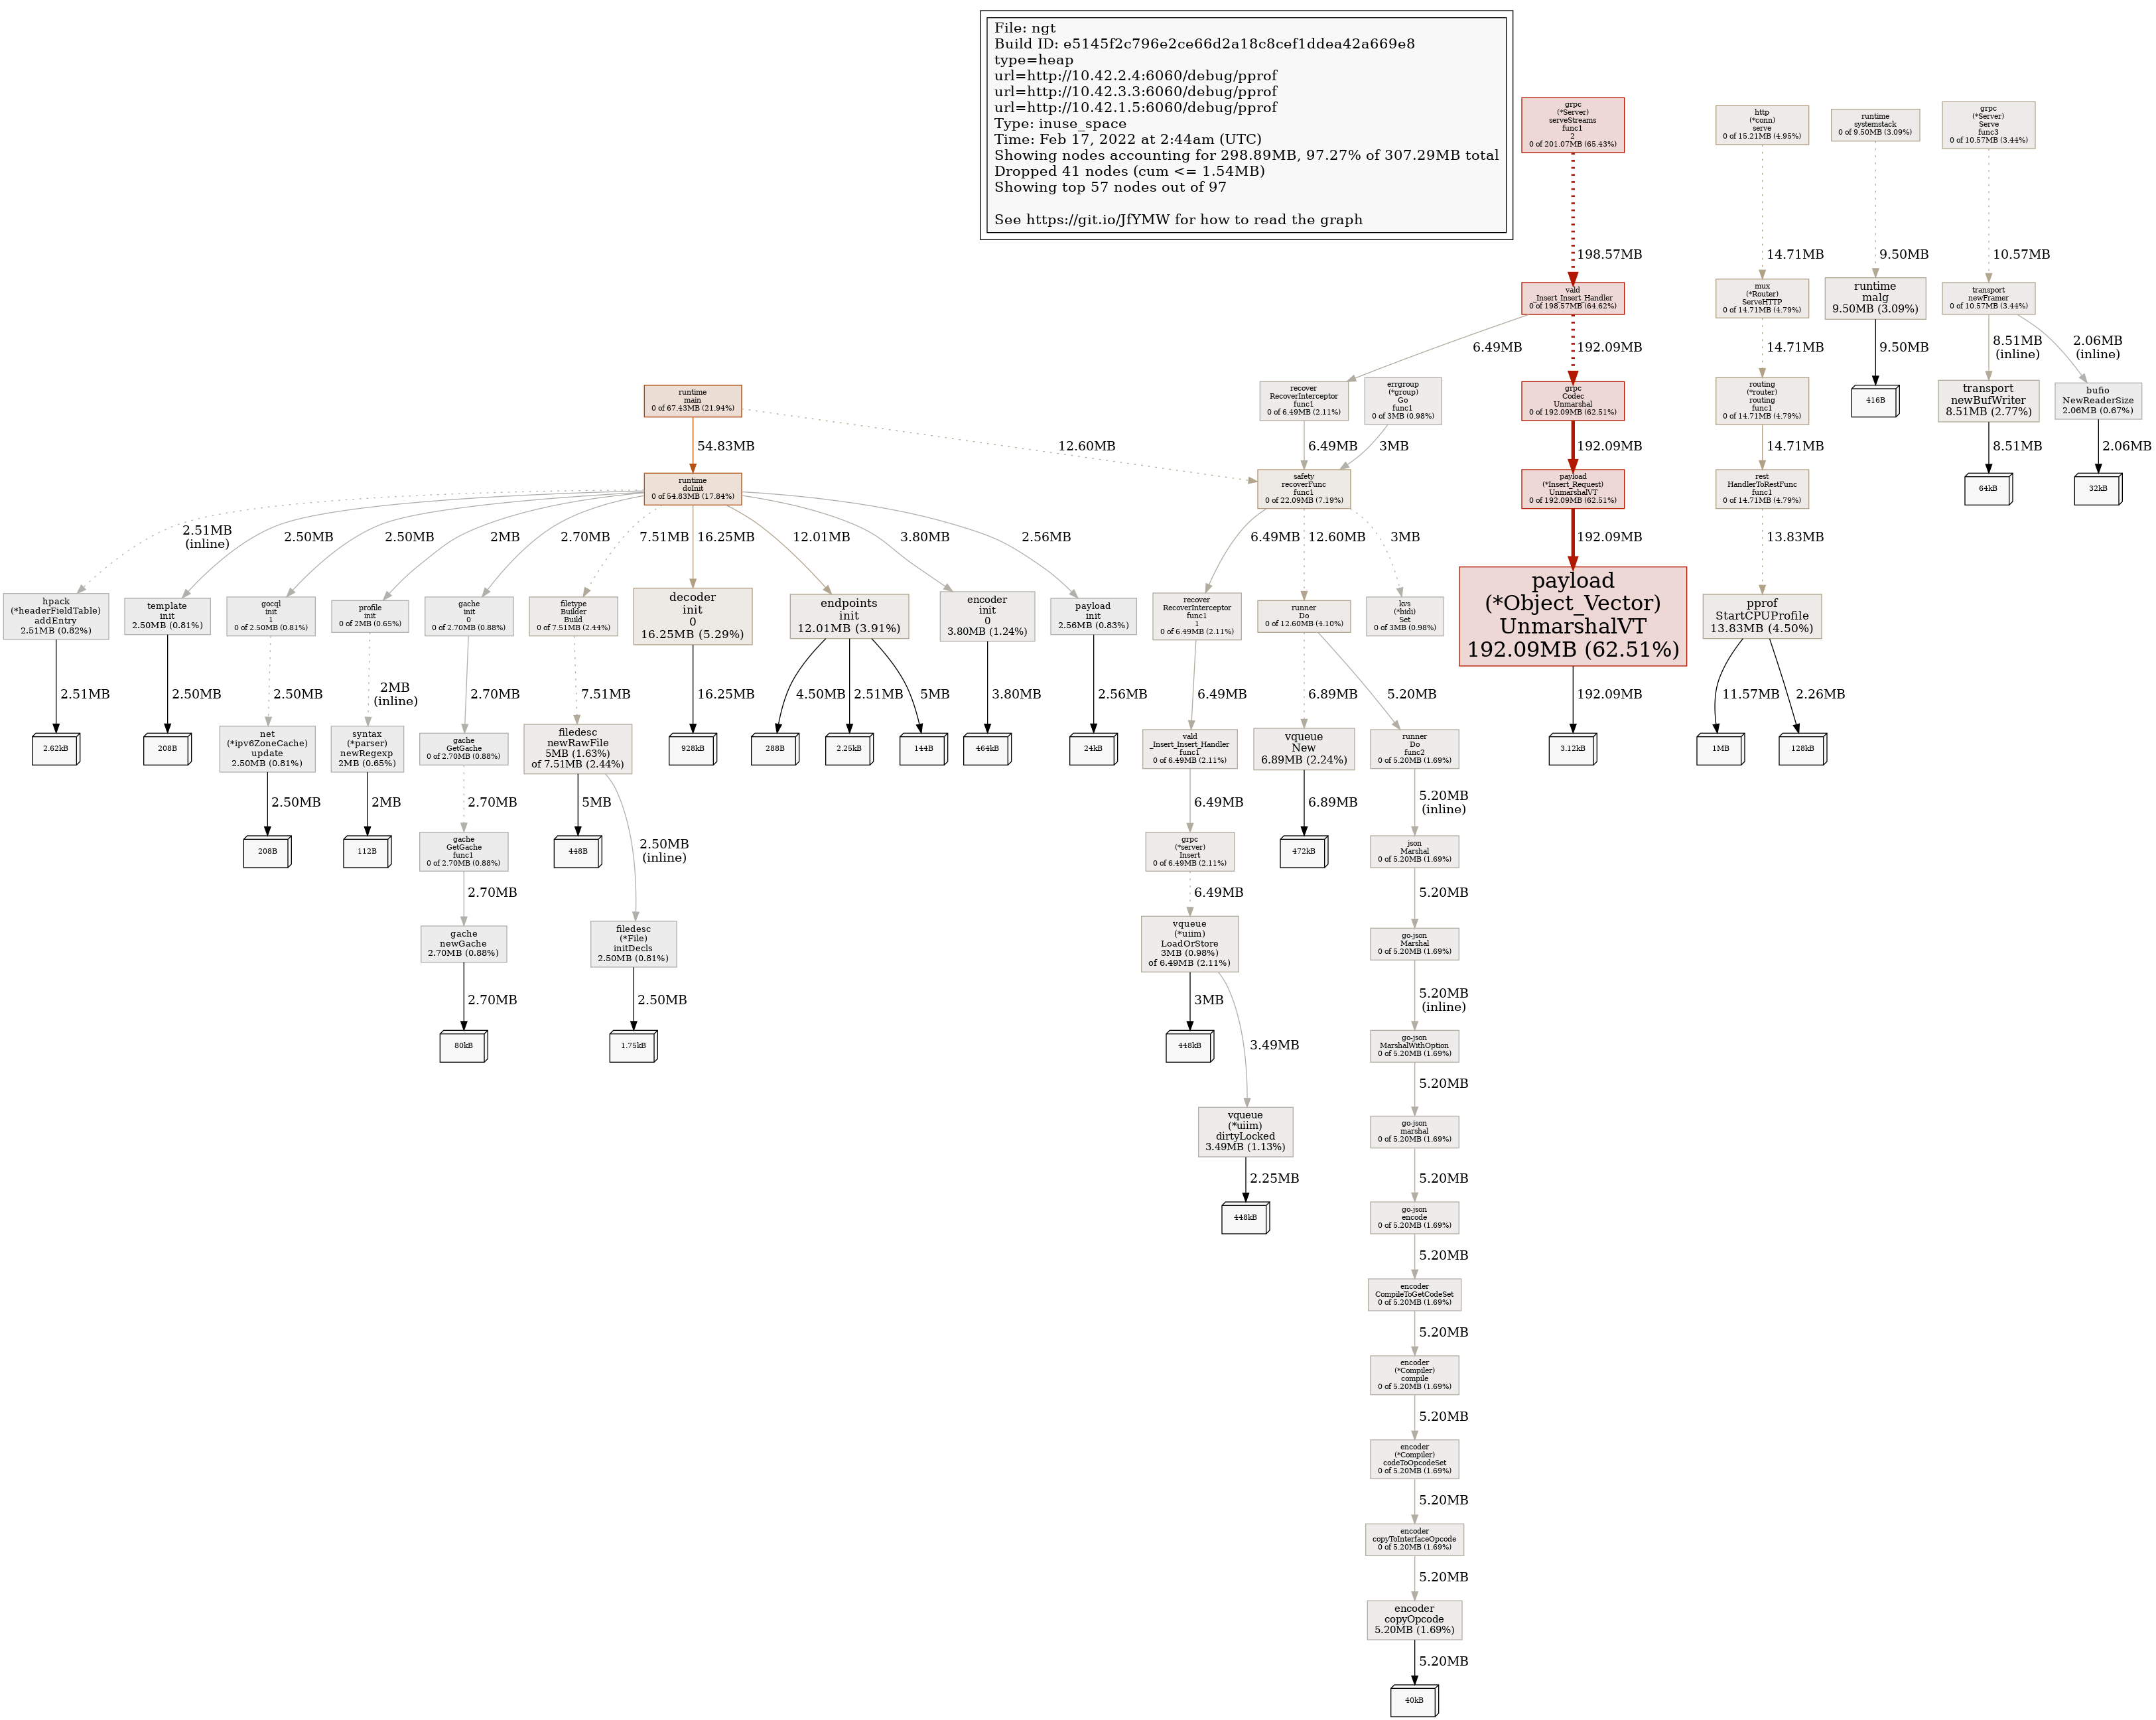 File: ngt
Build ID: e5145f2c796e2ce66d2a18c8cef1ddea42a669e8
type=heap
url=http://10.42.2.4:6060/debug/pprof
url=http://10.42.3.3:6060/debug/pprof
url=http://10.42.1.5:6060/debug/pprof
Type: inuse_space
Time: Feb 17, 2022 at 2:44am (UTC)
Showing nodes accounting for 298.89MB, 97.27% of 307.29MB total
Dropped 41 nodes (cum <= 1.54MB)
Showing top 57 nodes out of 97
See https://git.io/JfYMW for how to read the graph
grpc
(*Server)
serveStreams
func1
2
0 of 201.07MB (65.43%)
http
(*conn)
serve
0 of 15.21MB (4.95%)
runtime
systemstack
0 of 9.50MB (3.09%)
grpc
(*Server)
Serve
func3
0 of 10.57MB (3.44%)
198.57MB
14.71MB
9.50MB
10.57MB
vald
_Insert_Insert_Handler
0 of 198.57MB (64.62%)
mux
(*Router)
ServeHTTP
0 of 14.71MB (4.79%)
runtime
malg
9.50MB (3.09%)
transport
newFramer
0 of 10.57MB (3.44%)
6.49MB
192.09MB
14.71MB
9.50MB
8.51MB
(inline)
2.06MB
(inline)
runtime
main
0 of 67.43MB (21.94%)
recover
RecoverInterceptor
func1
0 of 6.49MB (2.11%)
errgroup
(*group)
Go
func1
0 of 3MB (0.98%)
grpc
Codec
Unmarshal
0 of 192.09MB (62.51%)
routing
(*router)
routing
func1
0 of 14.71MB (4.79%)
416B
transport
newBufWriter
8.51MB (2.77%)
bufio
NewReaderSize
2.06MB (0.67%)
54.83MB
12.60MB
6.49MB
3MB
192.09MB
14.71MB
8.51MB
2.06MB
runtime
doInit
0 of 54.83MB (17.84%)
safety
recoverFunc
func1
0 of 22.09MB (7.19%)
payload
(*Insert_Request)
UnmarshalVT
0 of 192.09MB (62.51%)
rest
HandlerToRestFunc
func1
0 of 14.71MB (4.79%)
64kB
32kB
2.51MB
(inline)
2.50MB
2.50MB
2MB
2.70MB
7.51MB
16.25MB
12.01MB
3.80MB
2.56MB
6.49MB
12.60MB
3MB
192.09MB
13.83MB
hpack
(*headerFieldTable)
addEntry
2.51MB (0.82%)
template
init
2.50MB (0.81%)
gocql
init
1
0 of 2.50MB (0.81%)
profile
init
0 of 2MB (0.65%)
gache
init
0
0 of 2.70MB (0.88%)
filetype
Builder
Build
0 of 7.51MB (2.44%)
decoder
init
0
16.25MB (5.29%)
endpoints
init
12.01MB (3.91%)
encoder
init
0
3.80MB (1.24%)
payload
init
2.56MB (0.83%)
recover
RecoverInterceptor
func1
1
0 of 6.49MB (2.11%)
runner
Do
0 of 12.60MB (4.10%)
kvs
(*bidi)
Set
0 of 3MB (0.98%)
payload
(*Object_Vector)
UnmarshalVT
192.09MB (62.51%)
pprof
StartCPUProfile
13.83MB (4.50%)
2.51MB
2.50MB
2.50MB
2MB
(inline)
2.70MB
7.51MB
16.25MB
4.50MB
2.51MB
5MB
3.80MB
2.56MB
6.49MB
6.89MB
5.20MB
192.09MB
11.57MB
2.26MB
2.62kB
208B
net
(*ipv6ZoneCache)
update
2.50MB (0.81%)
syntax
(*parser)
newRegexp
2MB (0.65%)
gache
GetGache
0 of 2.70MB (0.88%)
filedesc
newRawFile
5MB (1.63%)
of 7.51MB (2.44%)
928kB
288B
2.25kB
144B
464kB
24kB
vald
_Insert_Insert_Handler
func1
0 of 6.49MB (2.11%)
vqueue
New
6.89MB (2.24%)
runner
Do
func2
0 of 5.20MB (1.69%)
3.12kB
1MB
128kB
2.50MB
2MB
2.70MB
5MB
2.50MB
(inline)
6.49MB
6.89MB
5.20MB
(inline)
208B
112B
gache
GetGache
func1
0 of 2.70MB (0.88%)
448B
grpc
(*server)
Insert
0 of 6.49MB (2.11%)
472kB
json
Marshal
0 of 5.20MB (1.69%)
2.70MB
6.49MB
5.20MB
gache
newGache
2.70MB (0.88%)
filedesc
(*File)
initDecls
2.50MB (0.81%)
vqueue
(*uiim)
LoadOrStore
3MB (0.98%)
of 6.49MB (2.11%)
go-json
Marshal
0 of 5.20MB (1.69%)
2.70MB
2.50MB
3MB
3.49MB
5.20MB
(inline)
80kB
1.75kB
448kB
go-json
MarshalWithOption
0 of 5.20MB (1.69%)
5.20MB
vqueue
(*uiim)
dirtyLocked
3.49MB (1.13%)
go-json
marshal
0 of 5.20MB (1.69%)
2.25MB
5.20MB
448kB
go-json
encode
0 of 5.20MB (1.69%)
5.20MB
encoder
CompileToGetCodeSet
0 of 5.20MB (1.69%)
5.20MB
encoder
(*Compiler)
compile
0 of 5.20MB (1.69%)
5.20MB
encoder
(*Compiler)
codeToOpcodeSet
0 of 5.20MB (1.69%)
5.20MB
encoder
copyToInterfaceOpcode
0 of 5.20MB (1.69%)
5.20MB
encoder
copyOpcode
5.20MB (1.69%)
5.20MB
40kB